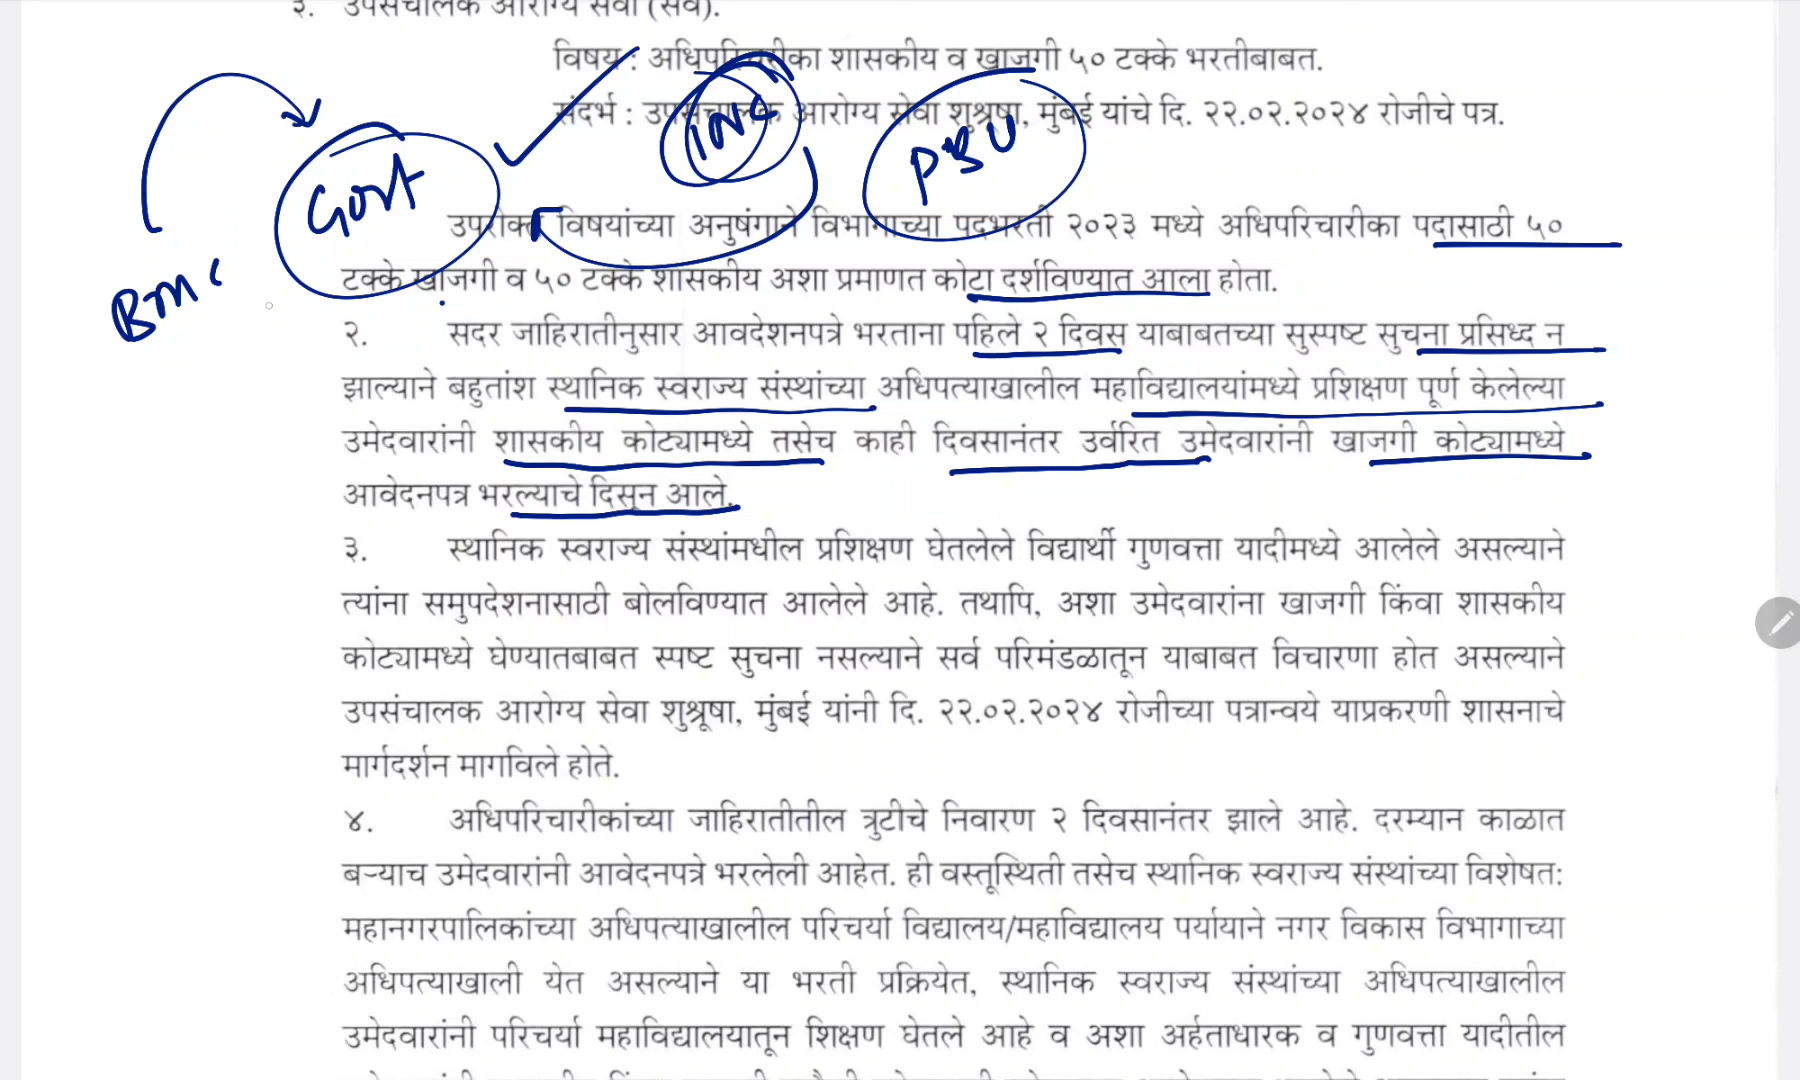 ३. उपसंचालक आरोग्य सेवा (सर्व).
विषय : अधिपरिचारीका शासकीय व खाजगी ५० टक्के भरतीबाबत.
संदर्भ : उपसंचालक आरोग्य सेवा शुश्रूषा, मुंबई यांचे दि. २२.०२.२०२४ रोजीचे पत्र.
INC
PSU
Govt
उपरोक्त विषयांच्या अनुषंगाने विभागाच्या पदभरती २०२३ मध्ये अधिपरिचारीका पदासाठी ५०
टक्के खाजगी व ५० टक्के शासकीय अशा प्रमाणत कोटा दर्शविण्यात आला होता.
BMC
२. सदर जाहिरातीनुसार आवदेशनपत्रे भरताना पहिले २ दिवस याबाबतच्या सुस्पष्ट सुचना प्रसिध्द न
झाल्याने बहुतांश स्थानिक स्वराज्य संस्थांच्या अधिपत्याखालील महाविद्यालयांमध्ये प्रशिक्षण पूर्ण केलेल्या
उमेदवारांनी शासकीय कोट्यामध्ये तसेच काही दिवसानंतर उर्वरित उमेदवारांनी खाजगी कोट्यामध्ये
आवेदनपत्र भरल्याचे दिसून आले.
३. स्थानिक स्वराज्य संस्थांमधील प्रशिक्षण घेतलेले विद्यार्थी गुणवत्ता यादीमध्ये आलेले असल्याने
त्यांना समुपदेशनासाठी बोलविण्यात आलेले आहे. तथापि, अशा उमेदवारांना खाजगी किंवा शासकीय
कोट्यामध्ये घेण्यातबाबत स्पष्ट सुचना नसल्याने सर्व परिमंडळातून याबाबत विचारणा होत असल्याने
उपसंचालक आरोग्य सेवा शुश्रूषा, मुंबई यांनी दि. २२.०२.२०२४ रोजीच्या पत्रान्वये याप्रकरणी शासनाचे
मार्गदर्शन मागविले होते.
४. अधिपरिचारीकांच्या जाहिरातीतील त्रुटीचे निवारण २ दिवसानंतर झाले आहे. दरम्यान काळात
बऱ्याच उमेदवारांनी आवेदनपत्रे भरलेली आहेत. ही वस्तूस्थिती तसेच स्थानिक स्वराज्य संस्थांच्या विशेषत:
महानगरपालिकांच्या अधिपत्याखालील परिचर्या विद्यालय/महाविद्यालय पर्यायाने नगर विकास विभागाच्या
अधिपत्याखाली येत असल्याने या भरती प्रक्रियेत, स्थानिक स्वराज्य संस्थांच्या अधिपत्याखालील
उमेदवारांनी परिचर्या महाविद्यालयातून शिक्षण घेतले आहे व अशा अर्हताधारक व गुणवत्ता यादीतील